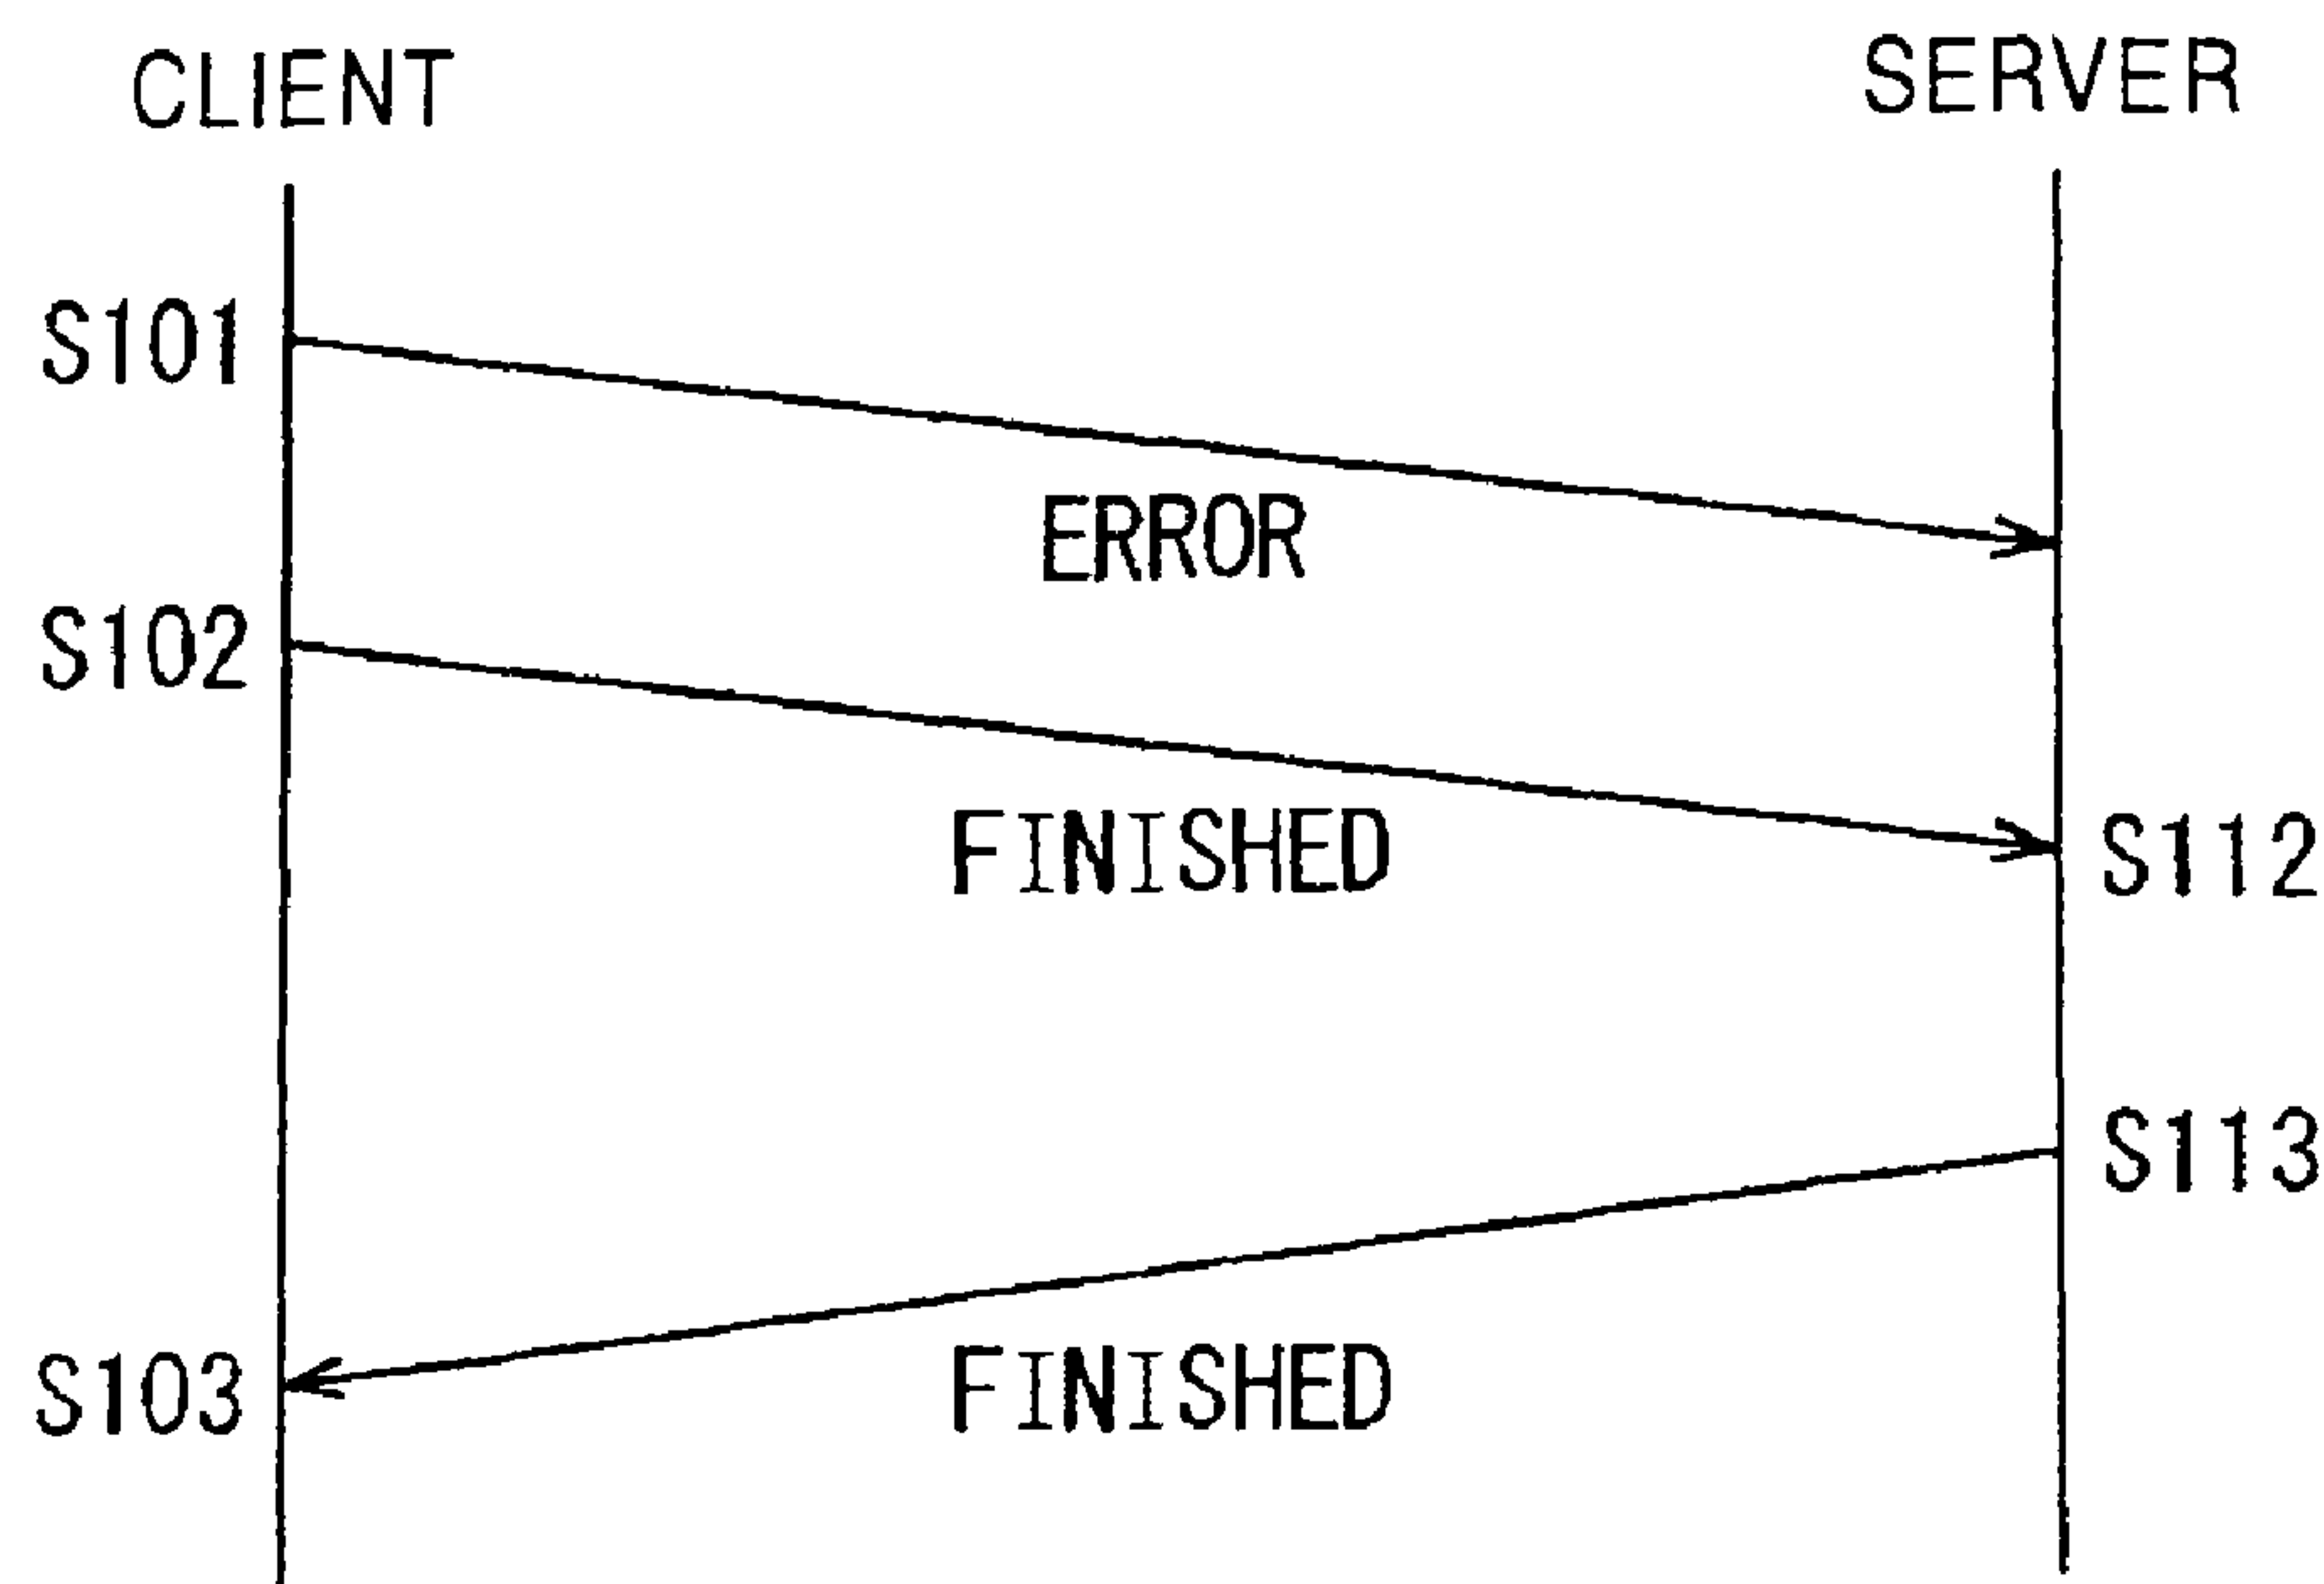 CLIENT
SERVER
S101
ERROR
S102
FINISHED
S112
S113
FINISHED
S103